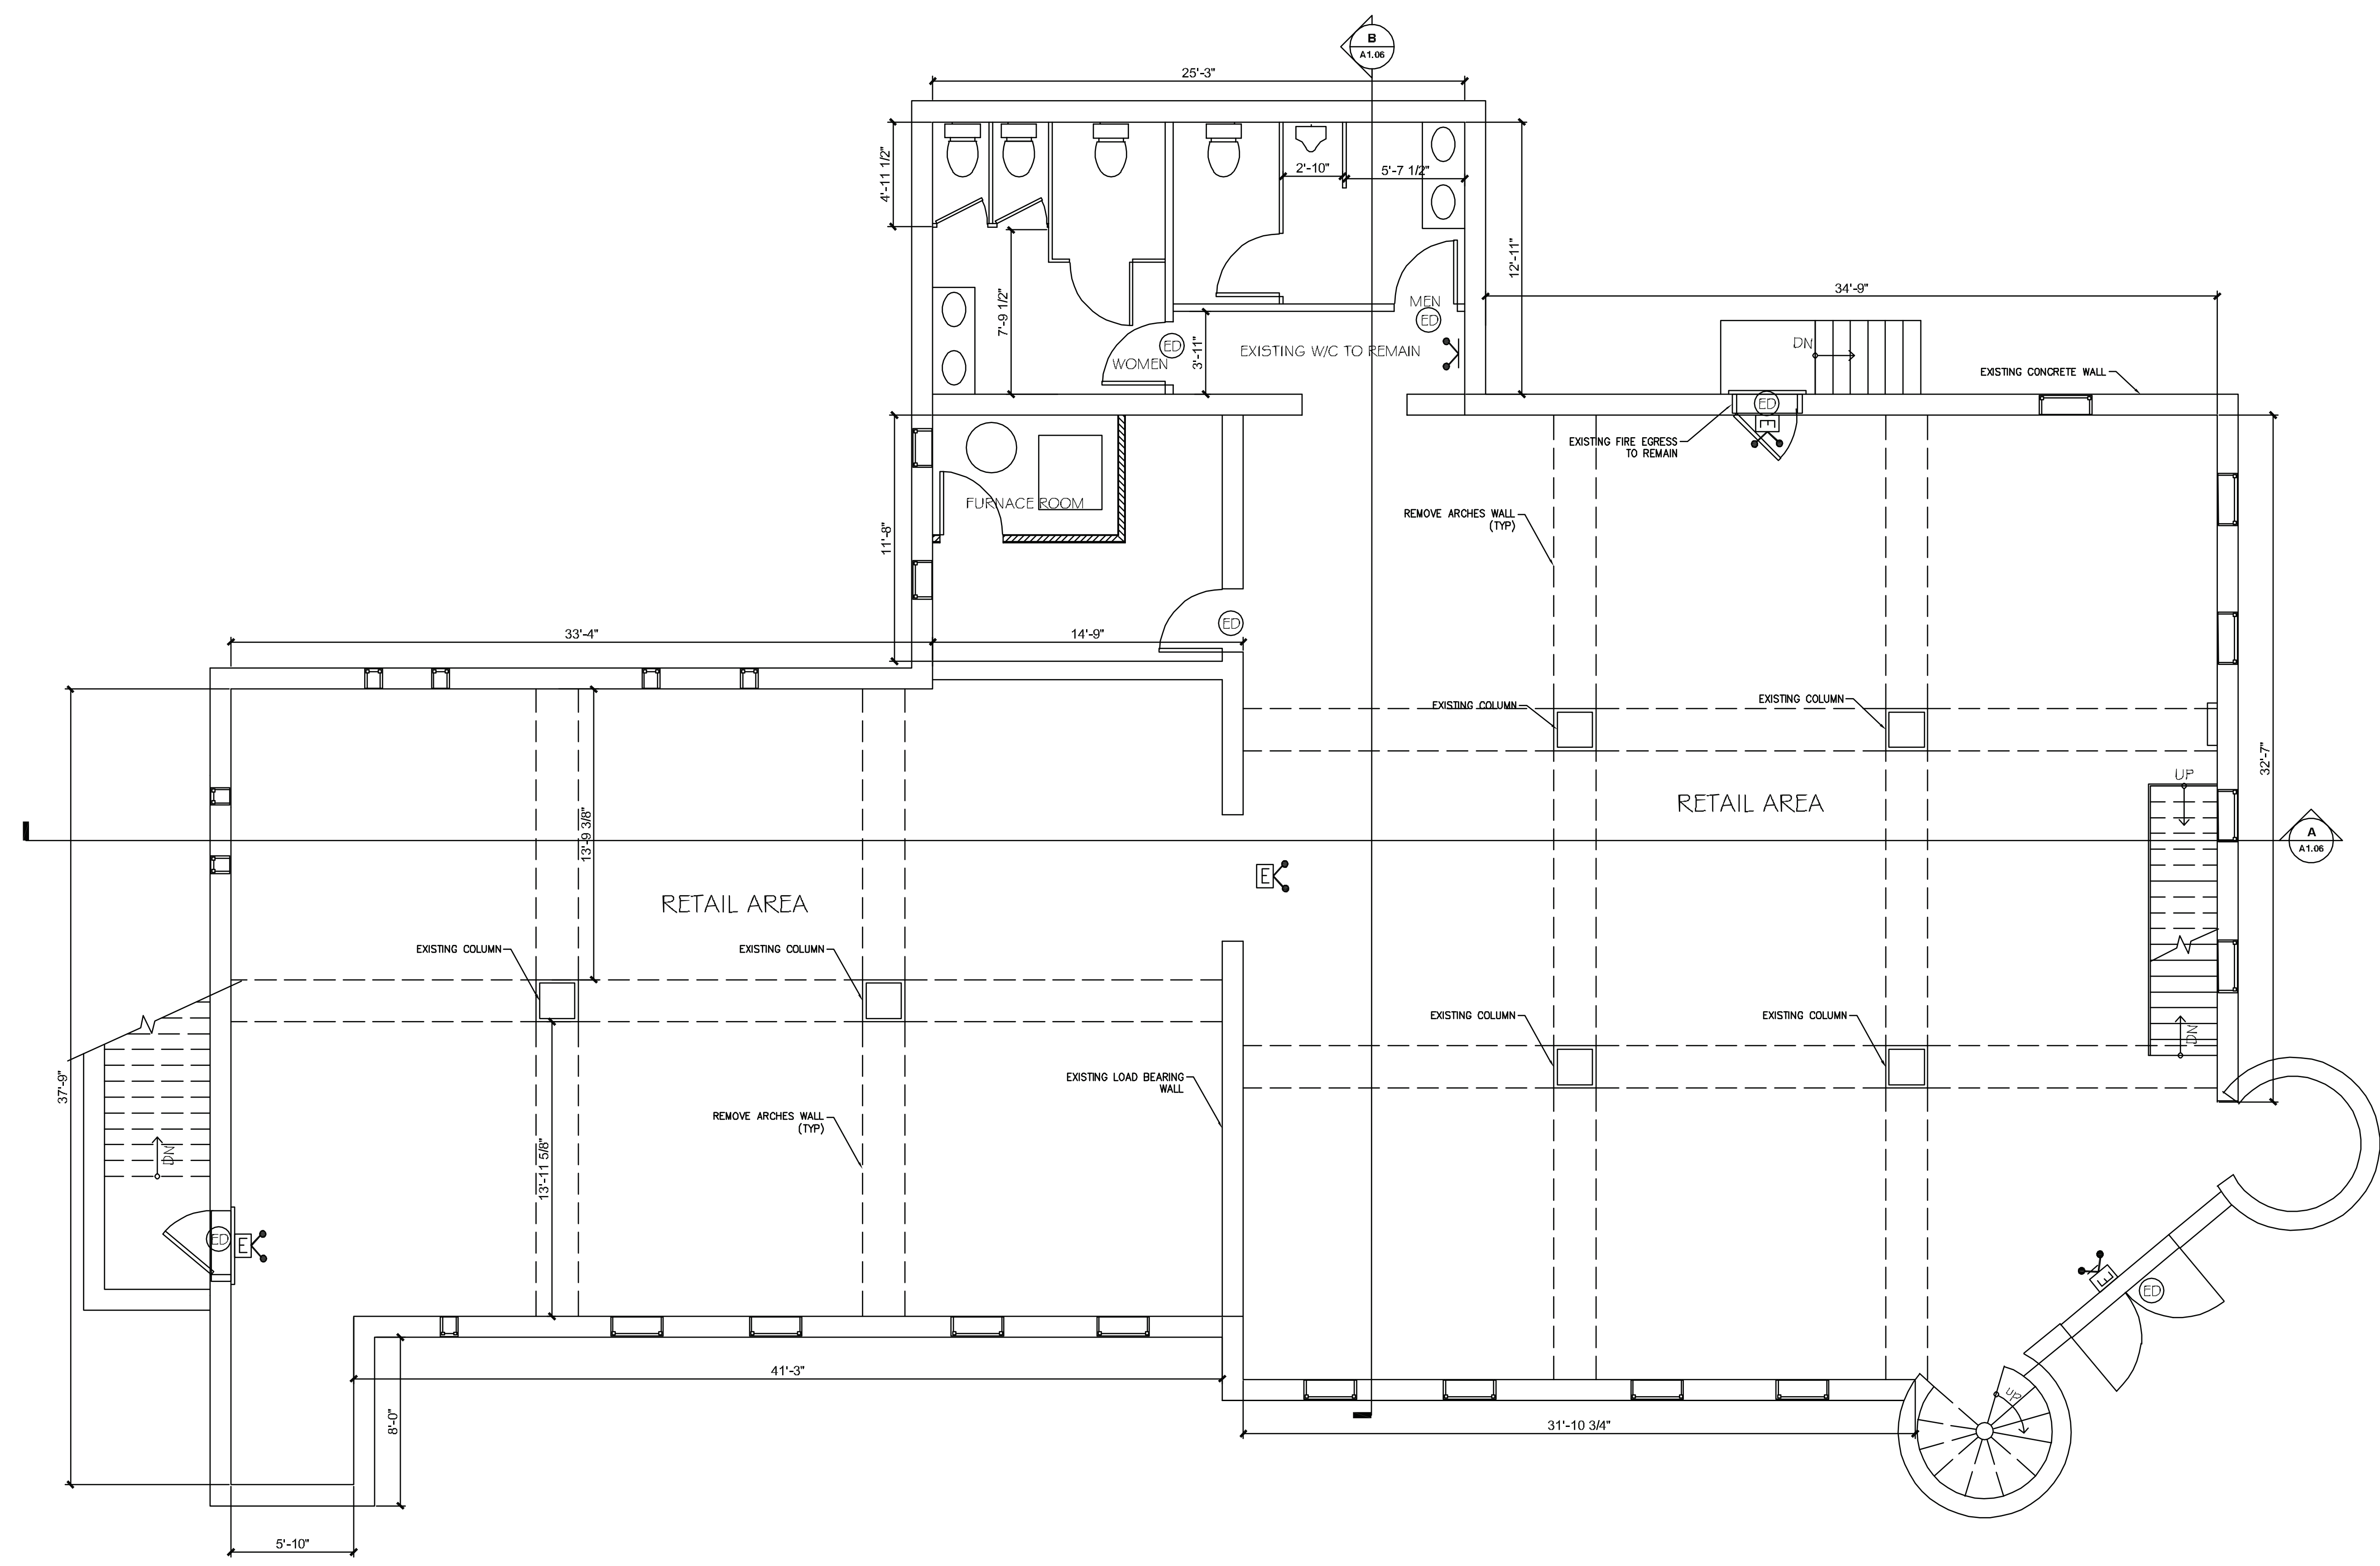 B
A1.06
25'-3"
4'-11 1/2"
2'-10"
5'-7 1/2"
12'-11"
34'-9"
7'-9 1/2"
MEN
ED
ED
WOMEN
3'-11"
EXISTING W/C TO REMAIN
DN
EXISTING CONCRETE WALL
ED
E
EXISTING FIRE EGRESS
TO REMAIN
FURNACE ROOM
11'-8"
REMOVE ARCHES WALL
(TYP)
33'-4"
14'-9"
ED
EXISTING COLUMN
EXISTING COLUMN
32'-7"
UP
RETAIL AREA
13'-9 3/8"
A
A1.06
E
RETAIL AREA
EXISTING COLUMN
EXISTING COLUMN
EXISTING COLUMN
EXISTING COLUMN
DN
37'-9"
EXISTING LOAD BEARING
WALL
REMOVE ARCHES WALL
(TYP)
DN
13'-11 5/8"
ED
E
E
ED
41'-3"
UP
8'-0"
31'-10 3/4"
5'-10"